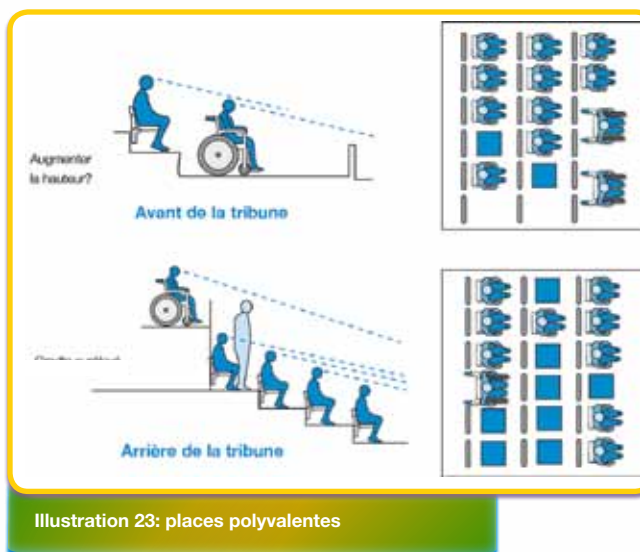 Augmenter
la hauteur?
Avant de la tribune
Arrière de la tribune
Illustration 23: places polyvalentes